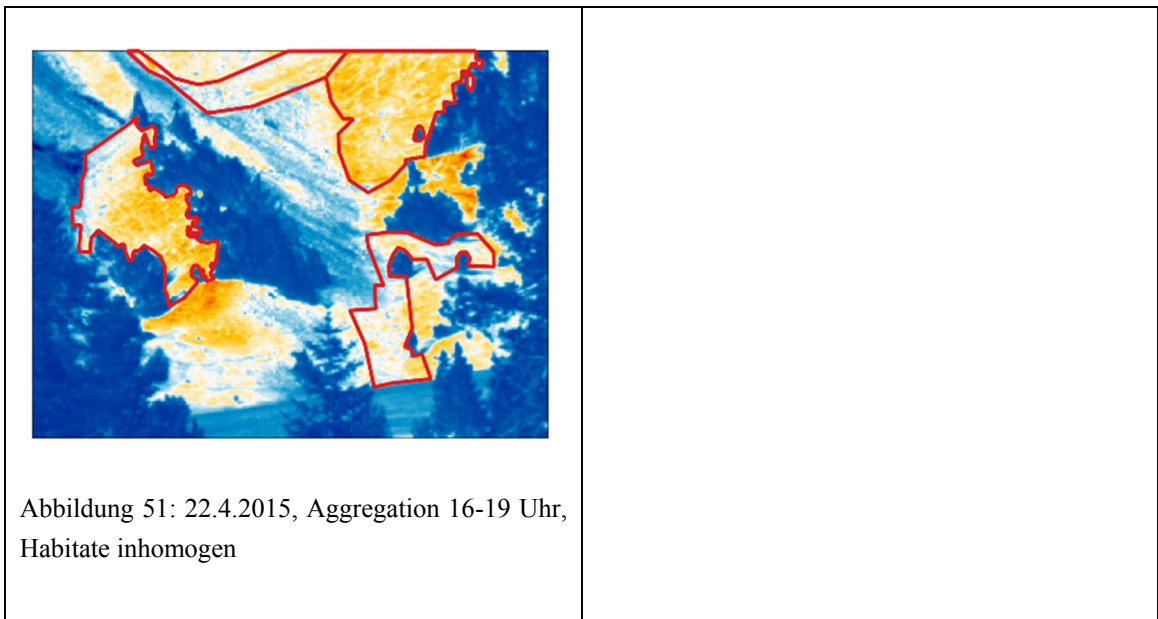 Abbildung 51: 22.4.2015, Aggregation 16-19 Uhr,
Habitate inhomogen